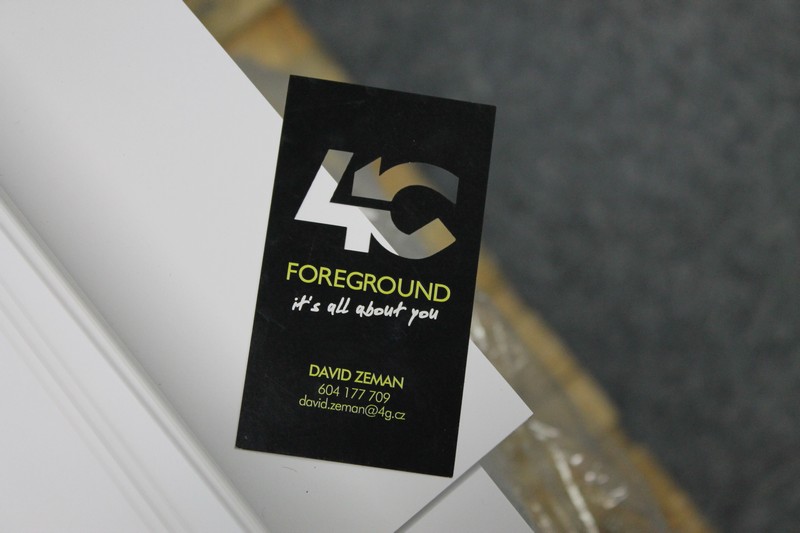 4G
FOREGROUND
it's all about you
DAVID ZEMAN
604 177 709
david.zeman@4g.cz